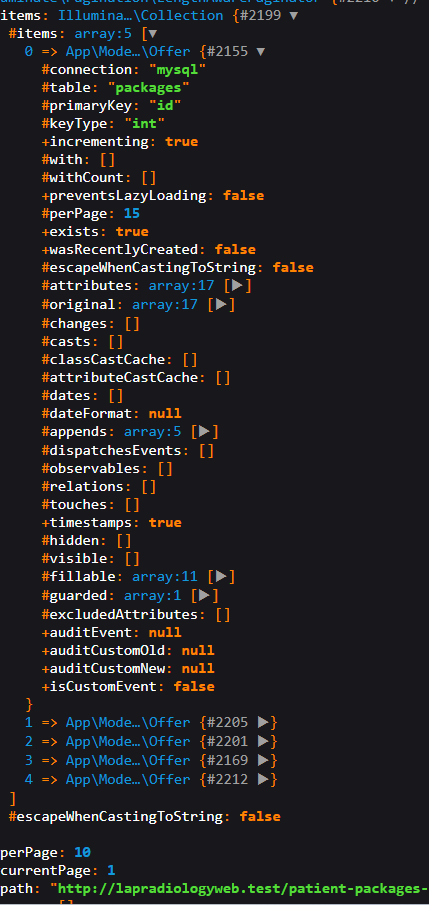 items: Illumina…\Collection {#2199 ▼
#items: array:5 [▼
0 => App\Mode…\Offer {#2155 ▼
#connection: "mysql"
#table: "packages"
#primaryKey: "id"
#keyType: "int"
+incrementing: true
#with: []
#withCount: []
+preventsLazyLoading: false
#perPage: 15
+exists: true
+wasRecentlyCreated: false
#escapeWhenCastingToString: false
#attributes: array:17 [▶]
#original: array:17 [▶]
#changes: []
#casts: []
#classCastCache: []
#attributeCastCache: []
#dates: []
#dateFormat: null
#appends: array:5 [▶]
#dispatchesEvents: []
#observables: []
#relations: []
#touches: []
+timestamps: true
#hidden: []
#visible: []
#fillable: array:11 [▶]
#guarded: array:1 [▶]
#excludedAttributes: []
+auditEvent: null
+auditCustomOld: null
+auditCustomNew: null
+isCustomEvent: false
}
1 => App\Mode…\Offer {#2205 ▶}
2 => App\Mode…\Offer {#2201 ▶}
3 => App\Mode…\Offer {#2169 ▶}
4 => App\Mode…\Offer {#2212 ▶}
]
#escapeWhenCastingToString: false
perPage: 10
currentPage: 1
path: "http://lapradiologyweb.test/patient-packages-